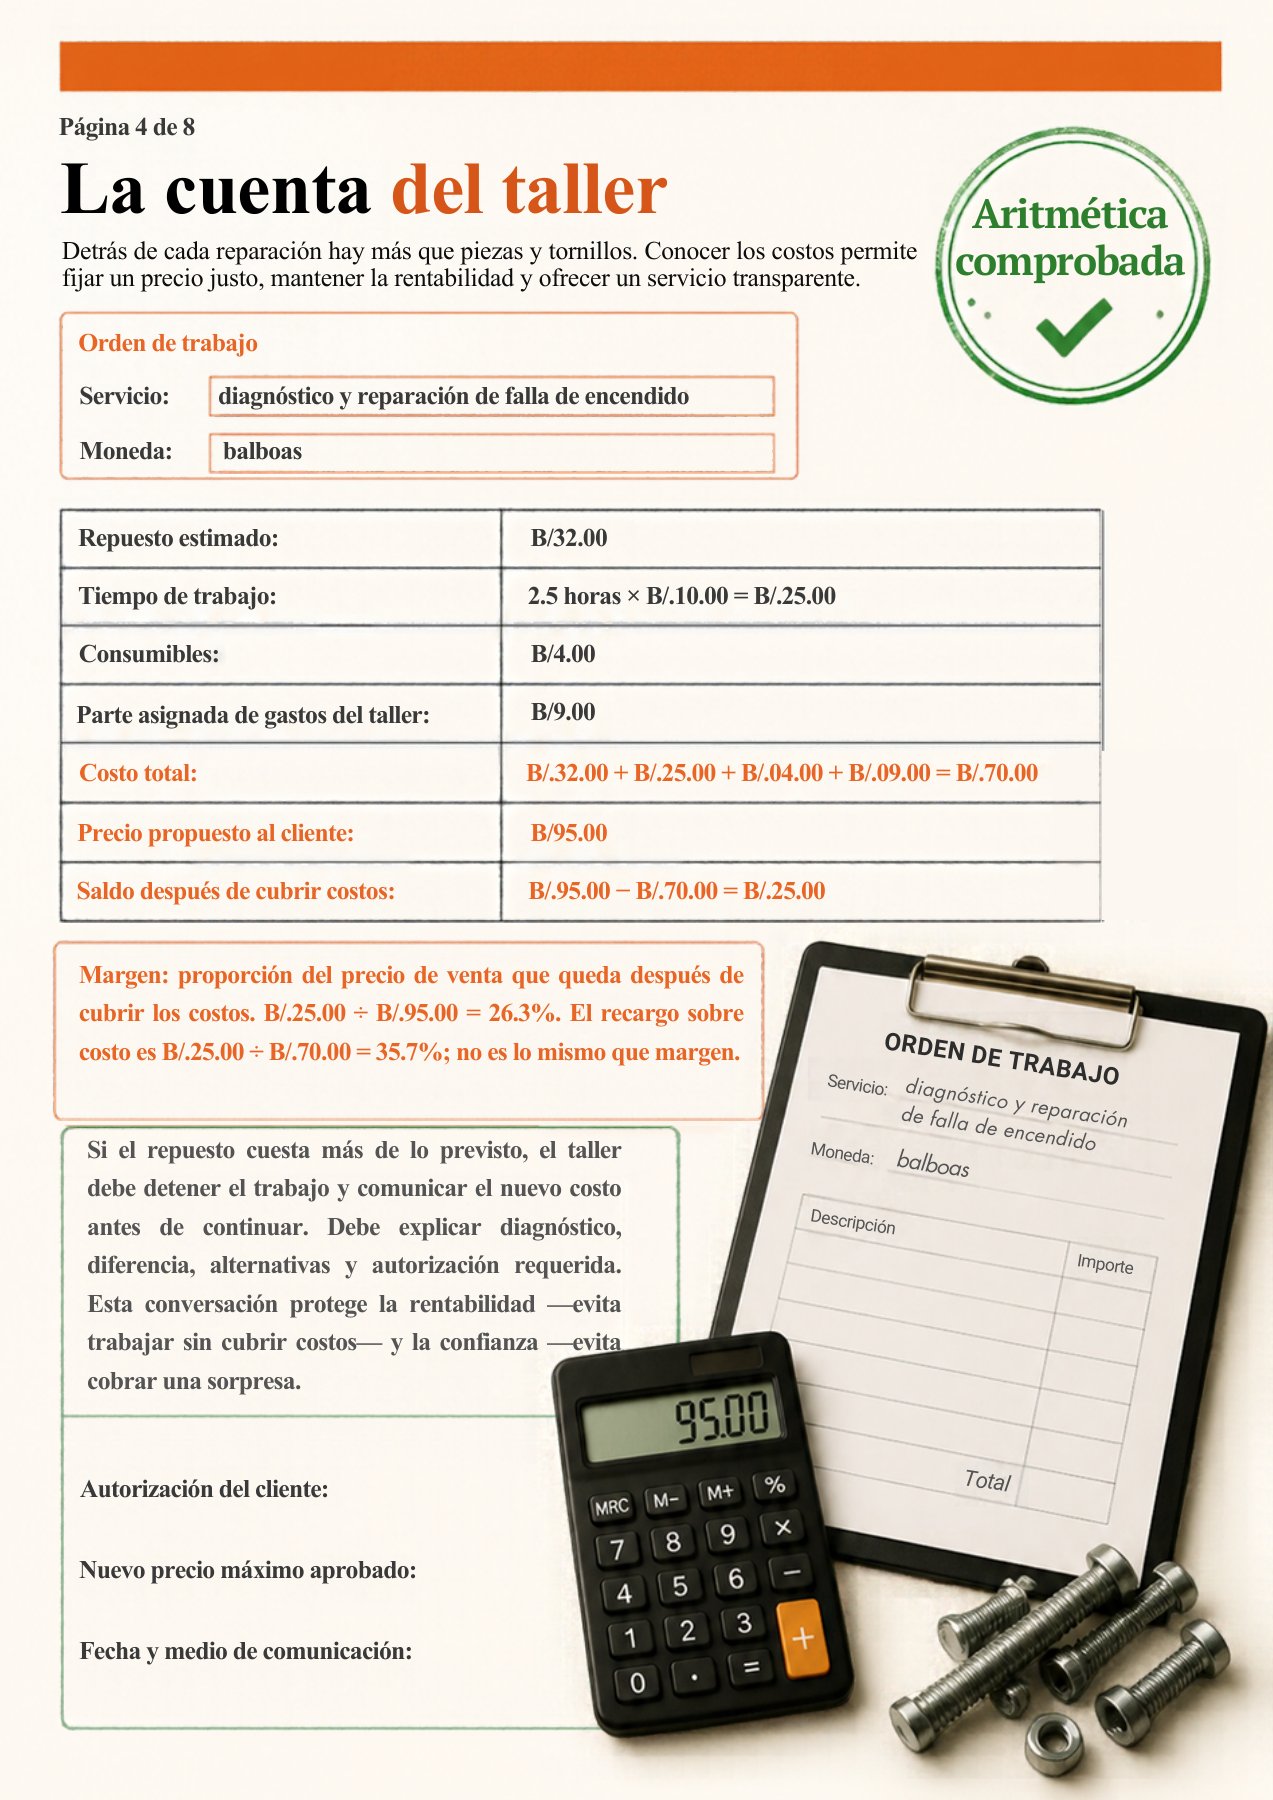 Página 4 de 8
La cuenta del taller
Detrás de cada reparación hay más que piezas y tornillos. Conocer los costos permite
fijar un precio justo, mantener la rentabilidad y ofrecer un servicio transparente.
Aritmética
comprobada
Orden de trabajo
Servicio: diagnóstico y reparación de falla de encendido
Moneda: balboas
Repuesto estimado: B/32.00
Tiempo de trabajo: 2.5 horas × B/.10.00 = B/.25.00
Consumibles: B/4.00
Parte asignada de gastos del taller: B/9.00
Costo total: B/.32.00 + B/.25.00 + B/.04.00 + B/.09.00 = B/.70.00
Precio propuesto al cliente: B/95.00
Saldo después de cubrir costos: B/.95.00 − B/.70.00 = B/.25.00
Margen: proporción del precio de venta que queda después de
cubrir los costos. B/.25.00 ÷ B/.95.00 = 26.3%. El recargo sobre
costo es B/.25.00 ÷ B/.70.00 = 35.7%; no es lo mismo que margen.
Si el repuesto cuesta más de lo previsto, el taller
debe detener el trabajo y comunicar el nuevo costo
antes de continuar. Debe explicar diagnóstico,
diferencia, alternativas y autorización requerida.
Esta conversación protege la rentabilidad —evita
trabajar sin cubrir costos— y la confianza —evita
cobrar una sorpresa.
Autorización del cliente:
Nuevo precio máximo aprobado:
Fecha y medio de comunicación:
ORDEN DE TRABAJO
Servicio: diagnóstico y reparación
de falla de encendido
Moneda: balboas
Descripción
Importe
Total
95.00
MRC M− M+ %
7 8 9 ×
4 5 6 −
1 2 3 +
0 . =